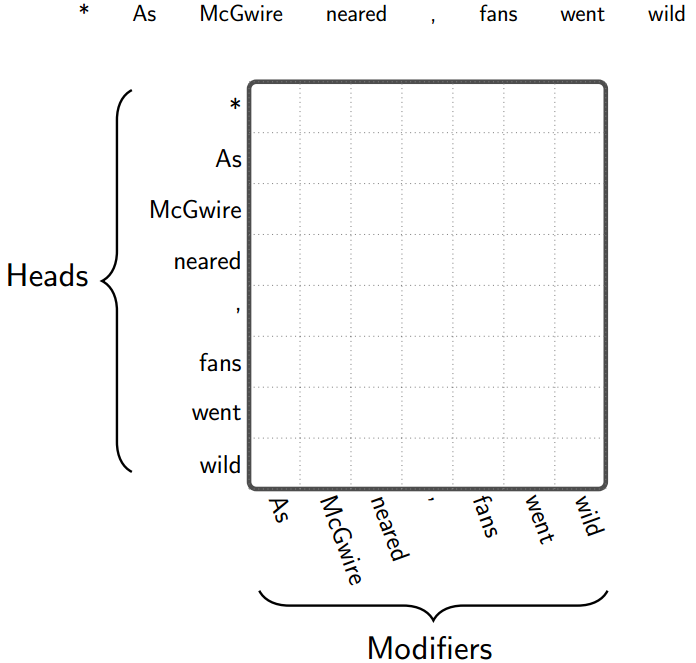 * As McGwire neared , fans went wild
*
As
McGwire
neared
,
fans
went
wild
Heads
As McGwire neared , fans went wild
Modifiers